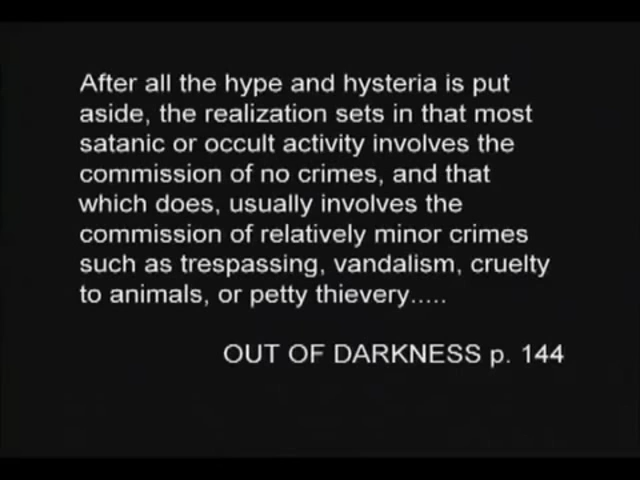 After all the hype and hysteria is put
aside, the realization sets in that most
satanic or occult activity involves the
commission of no crimes, and that
which does, usually involves the
commission of relatively minor crimes
such as trespassing, vandalism, cruelty
to animals, or petty thievery.....
OUT OF DARKNESS p. 144